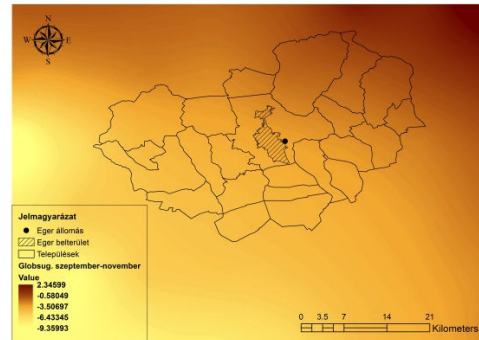 N
W E
S
Jelmagyarázat
Eger állomás
Eger belterület
Települések
Globsug. szeptember-november
Value
2.34599
-0.58049
-3.50697
-6.43345
-9.35993
0 3.5 7 14 21
Kilometers